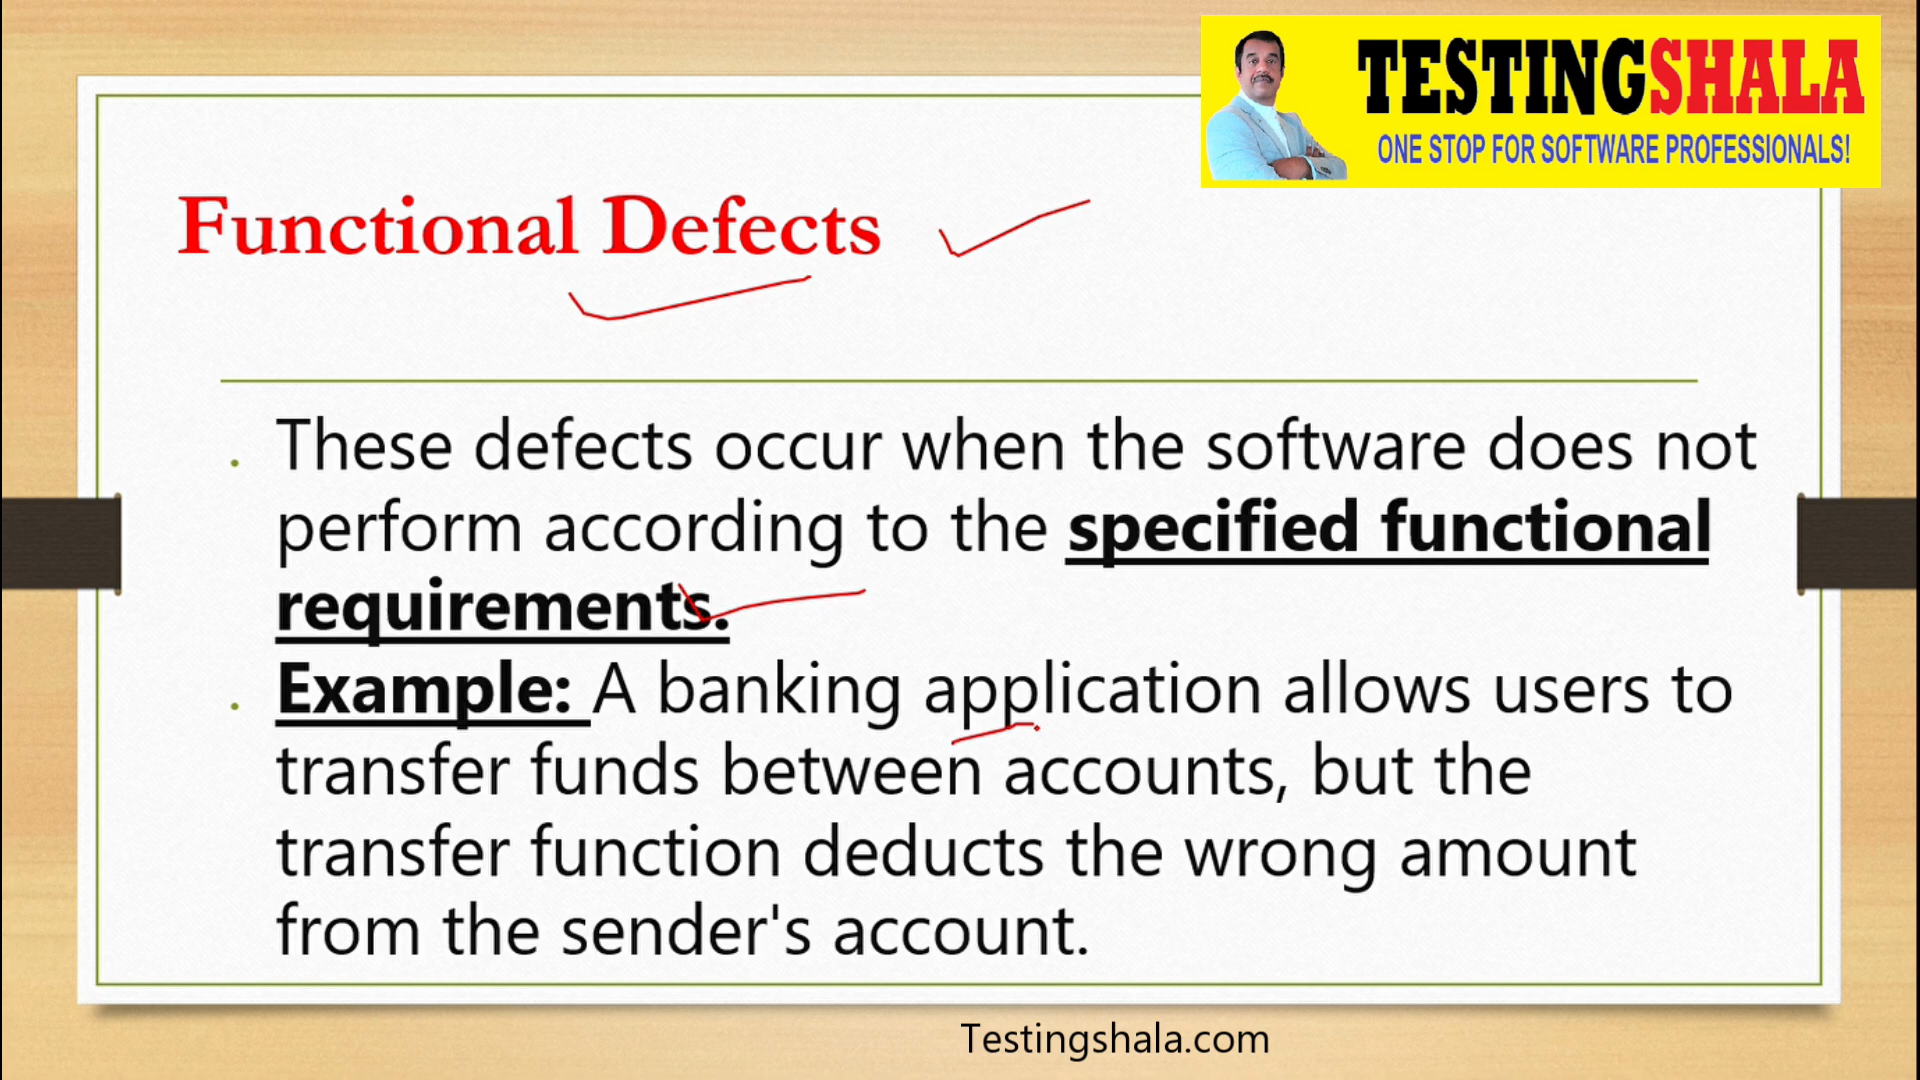 TESTINGSHALA
ONE STOP FOR SOFTWARE PROFESSIONALS!
Functional Defects
These defects occur when the software does not
perform according to the specified functional
requirements.
Example: A banking application allows users to
transfer funds between accounts, but the
transfer function deducts the wrong amount
from the sender's account.
Testingshala.com